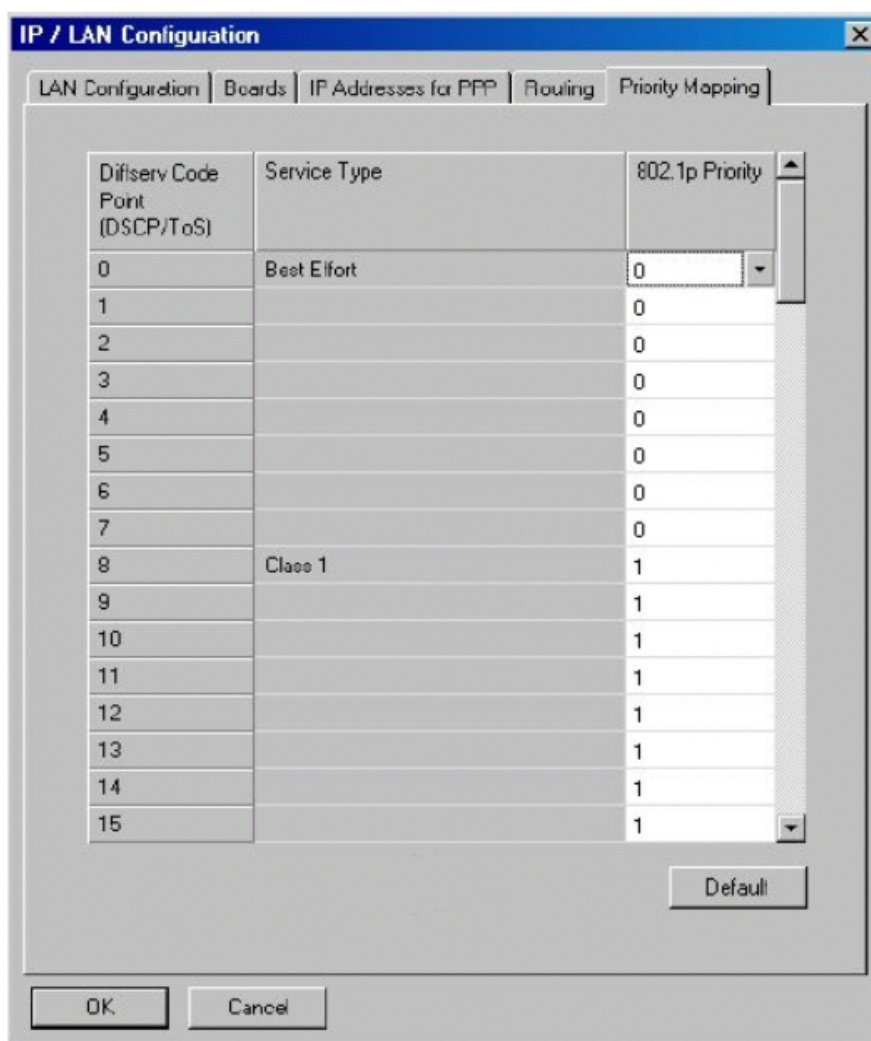 IP / LAN Configuration
LAN Configuration Boards IP Addresses for PPP Routing Priority Mapping
Diffserv Code Point (DSCP/ToS) Service Type 802.1p Priority
0 Best Effort 0
1 0
2 0
3 0
4 0
5 0
6 0
7 0
8 Class 1 1
9 1
10 1
11 1
12 1
13 1
14 1
15 1
Default
OK Cancel